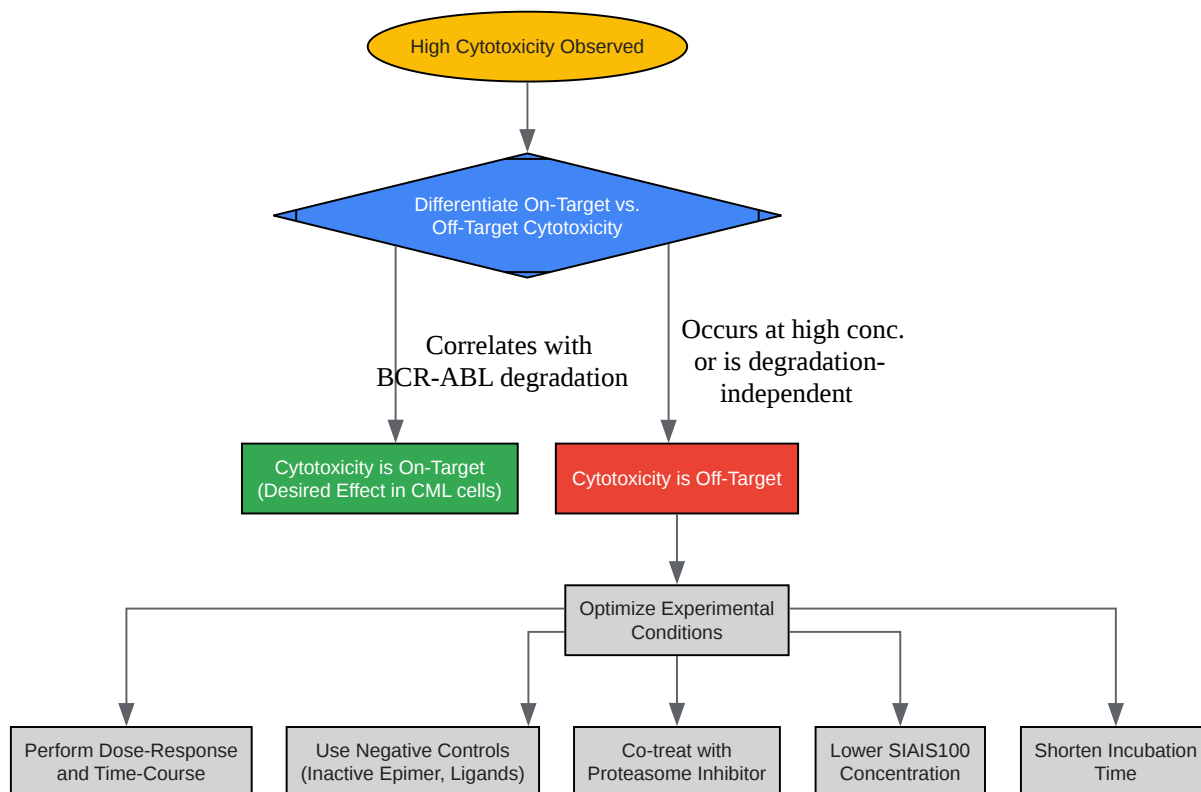 High Cytotoxicity Observed
Differentiate On-Target vs.
Off-Target Cytotoxicity
Correlates with
BCR-ABL degradation
Occurs at high conc.
or is degradation-
independent
Cytotoxicity is On-Target
(Desired Effect in CML cells)
Cytotoxicity is Off-Target
Optimize Experimental
Conditions
Perform Dose-Response
and Time-Course
Use Negative Controls
(Inactive Epimer, Ligands)
Co-treat with
Proteasome Inhibitor
Lower SIAIS100
Concentration
Shorten Incubation
Time